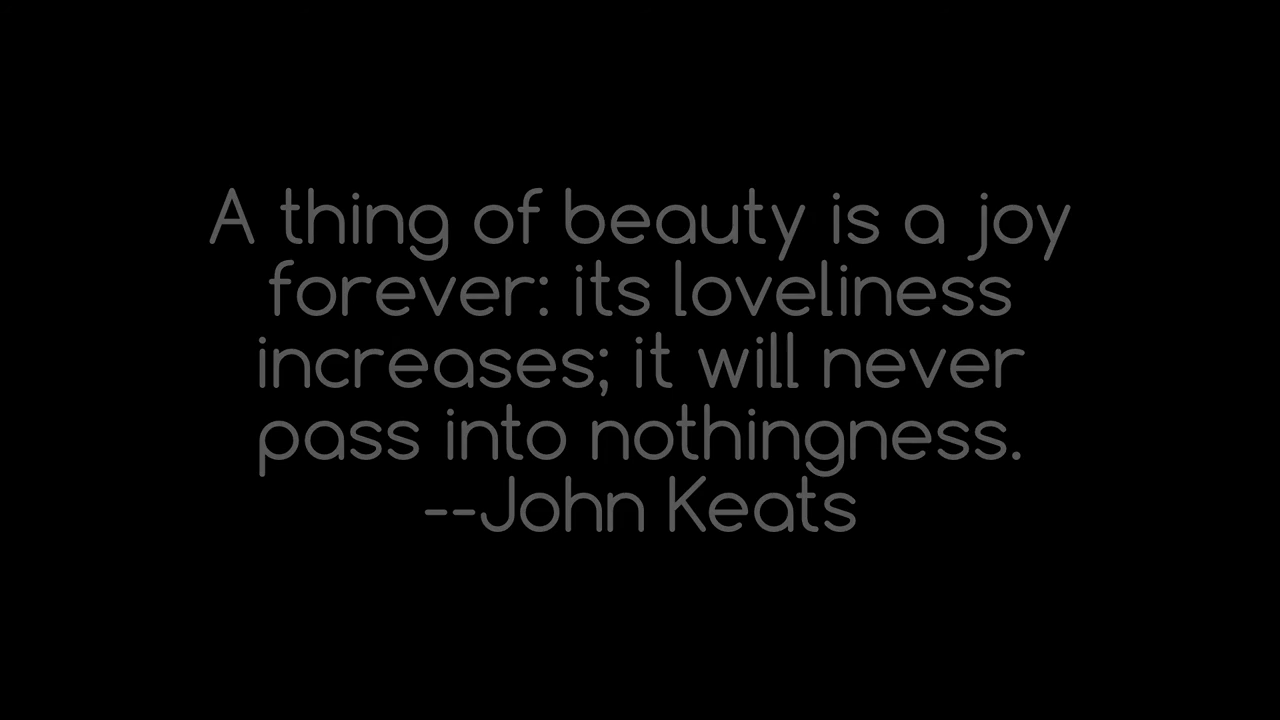 A thing of beauty is a joy
forever: its loveliness
increases; it will never
pass into nothingness.
--John Keats